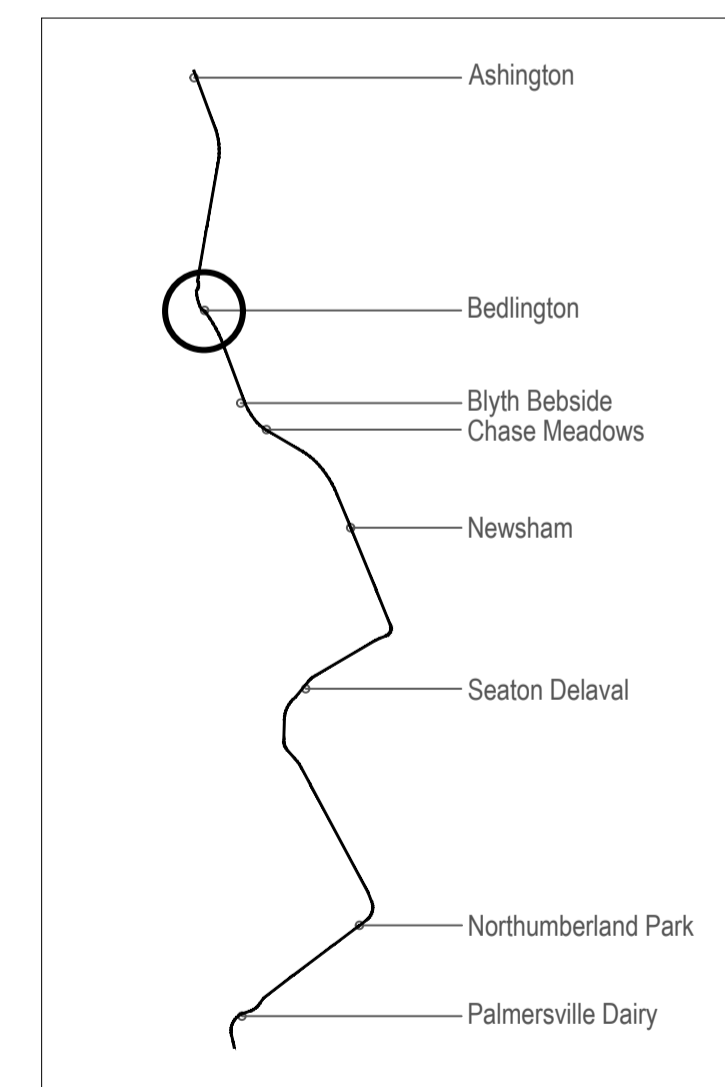 Ashington
Bedlington
Blyth Bebside
Chase Meadows
Newsham
Seaton Delaval
Northumberland Park
Palmersville Dairy